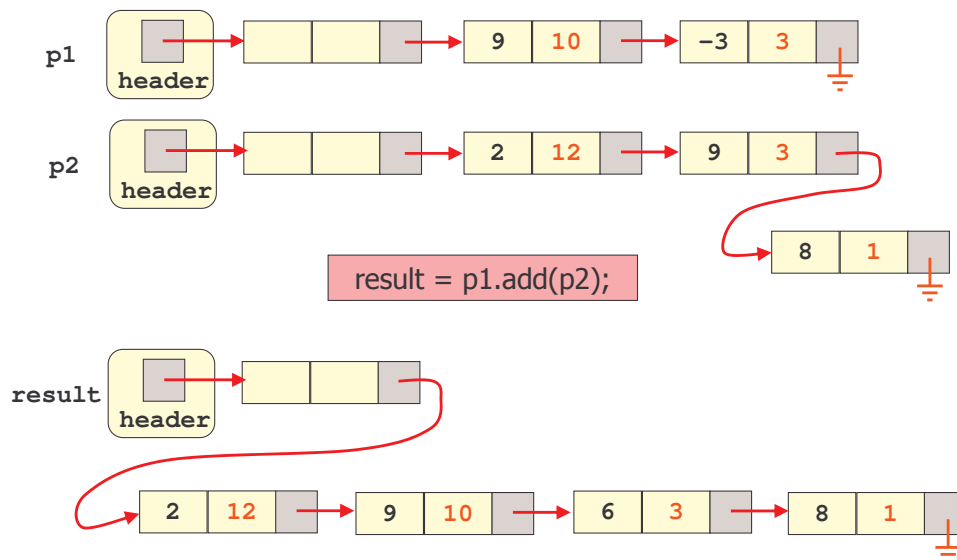 p1
header
9 10
–3 3
p2
header
2 12
9 3
8 1
result = p1.add(p2);
result
header
2 12
9 10
6 3
8 1